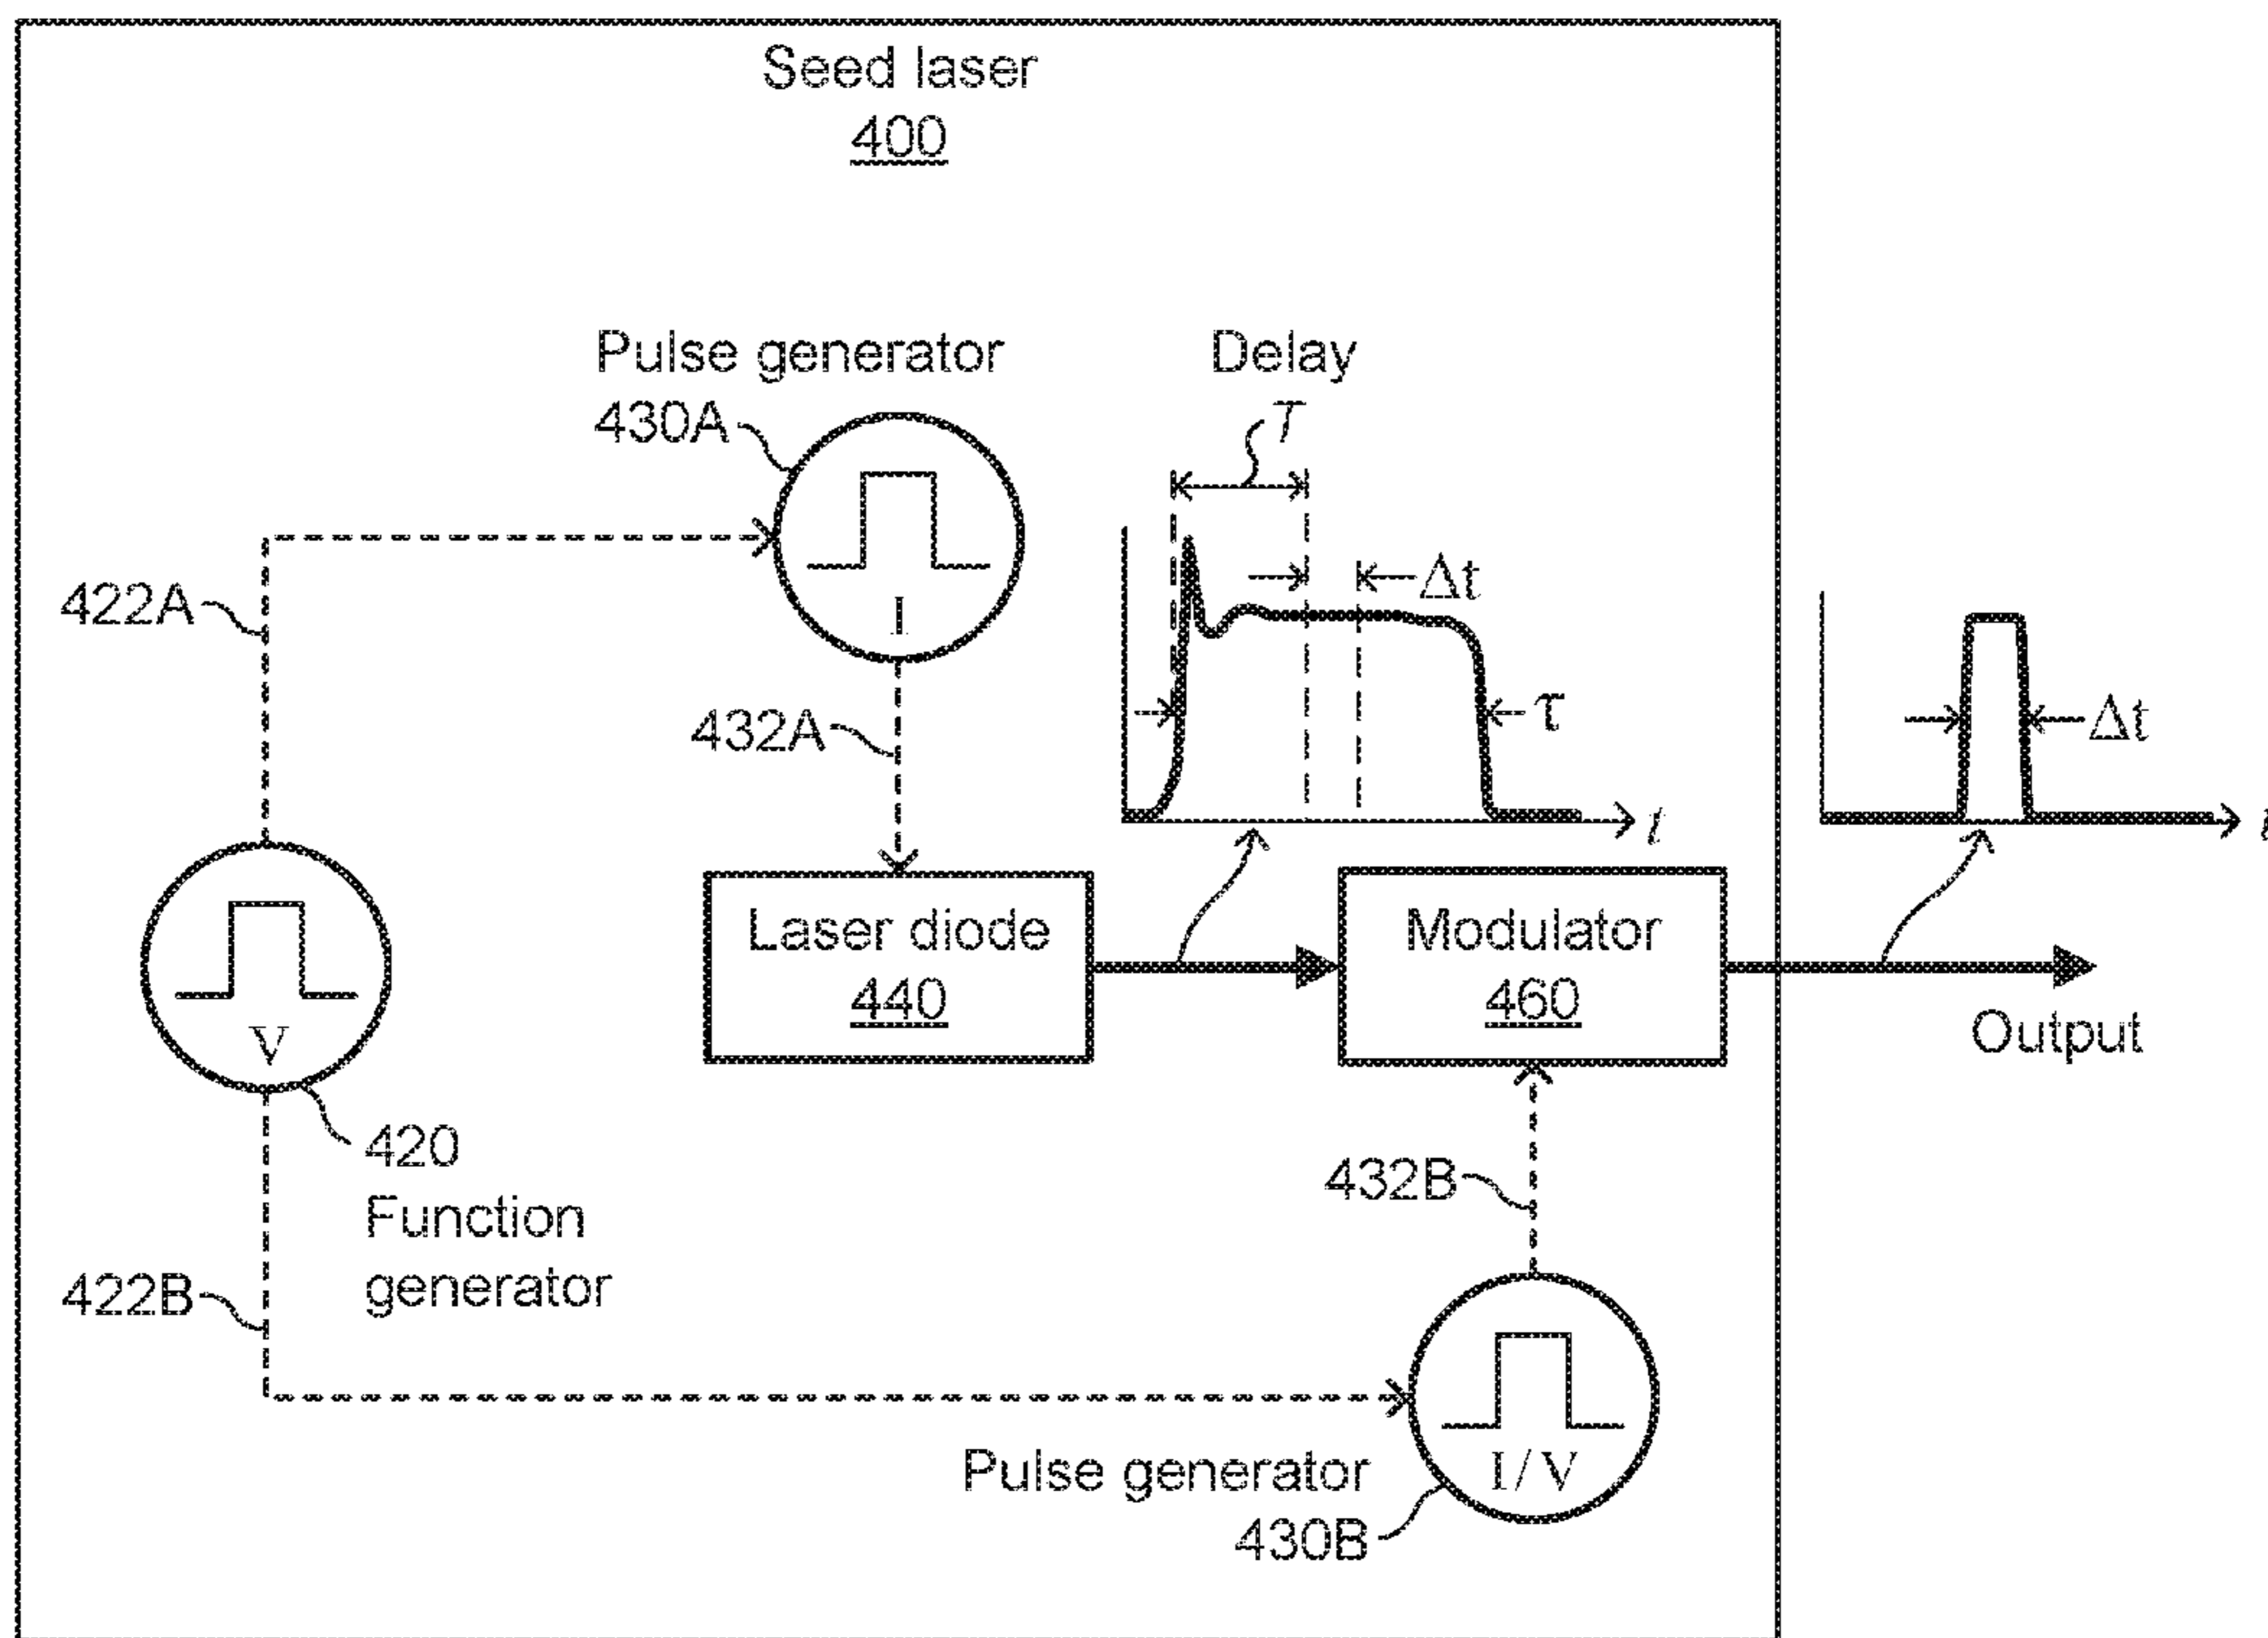 Seed laser
400
Pulse generator
430A
I
Delay
T
Δt
τ
t
Δt
t
422A
432A
V
420
Function
generator
422B
Laser diode
440
Modulator
460
Output
432B
Pulse generator
430B
I / V